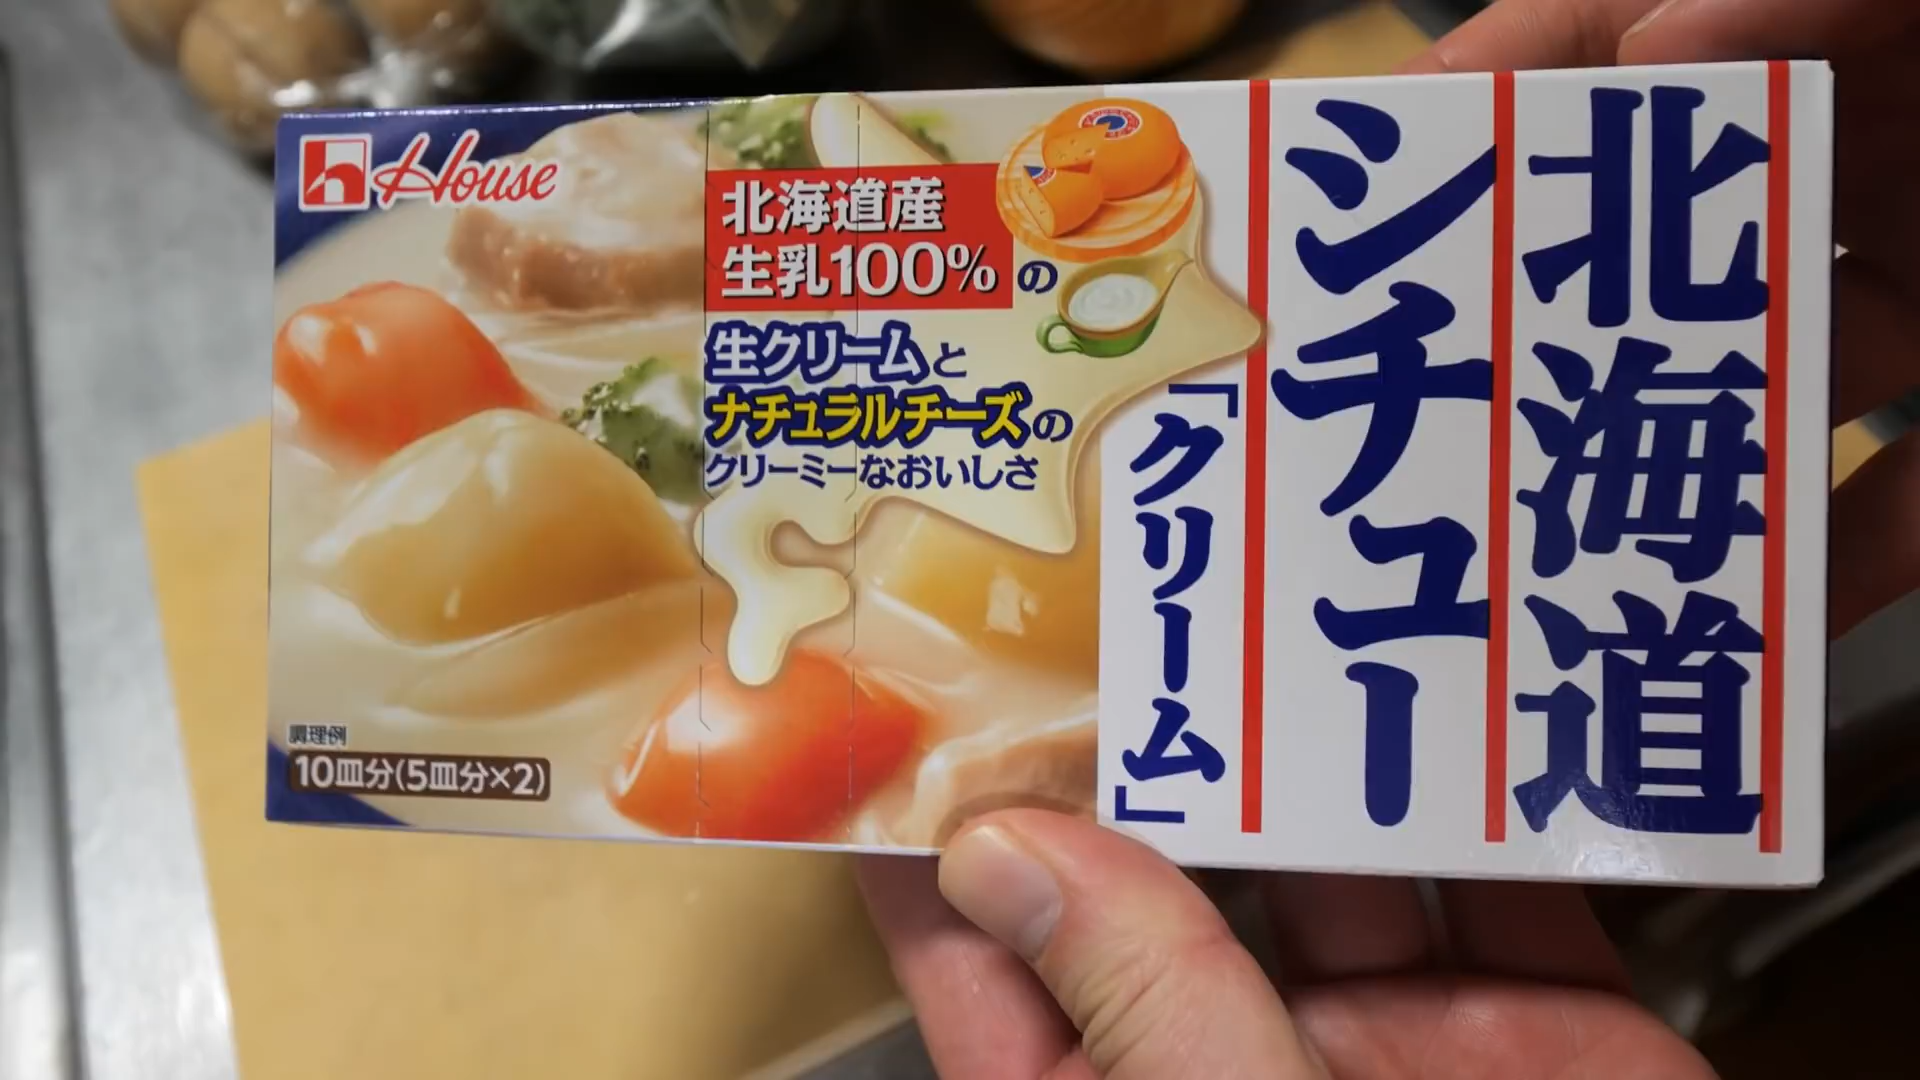 House
北海道産
生乳100%の
生クリームと
ナチュラルチーズの
クリーミーなおいしさ
北海道
シチュー
「クリーム」
調理例
10皿分(5皿分×2)